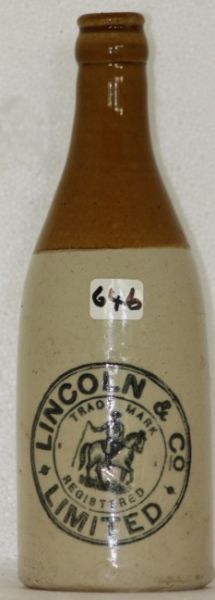 646
LINCOLN & CO
TRADE MARK
REGISTERED
LIMITED